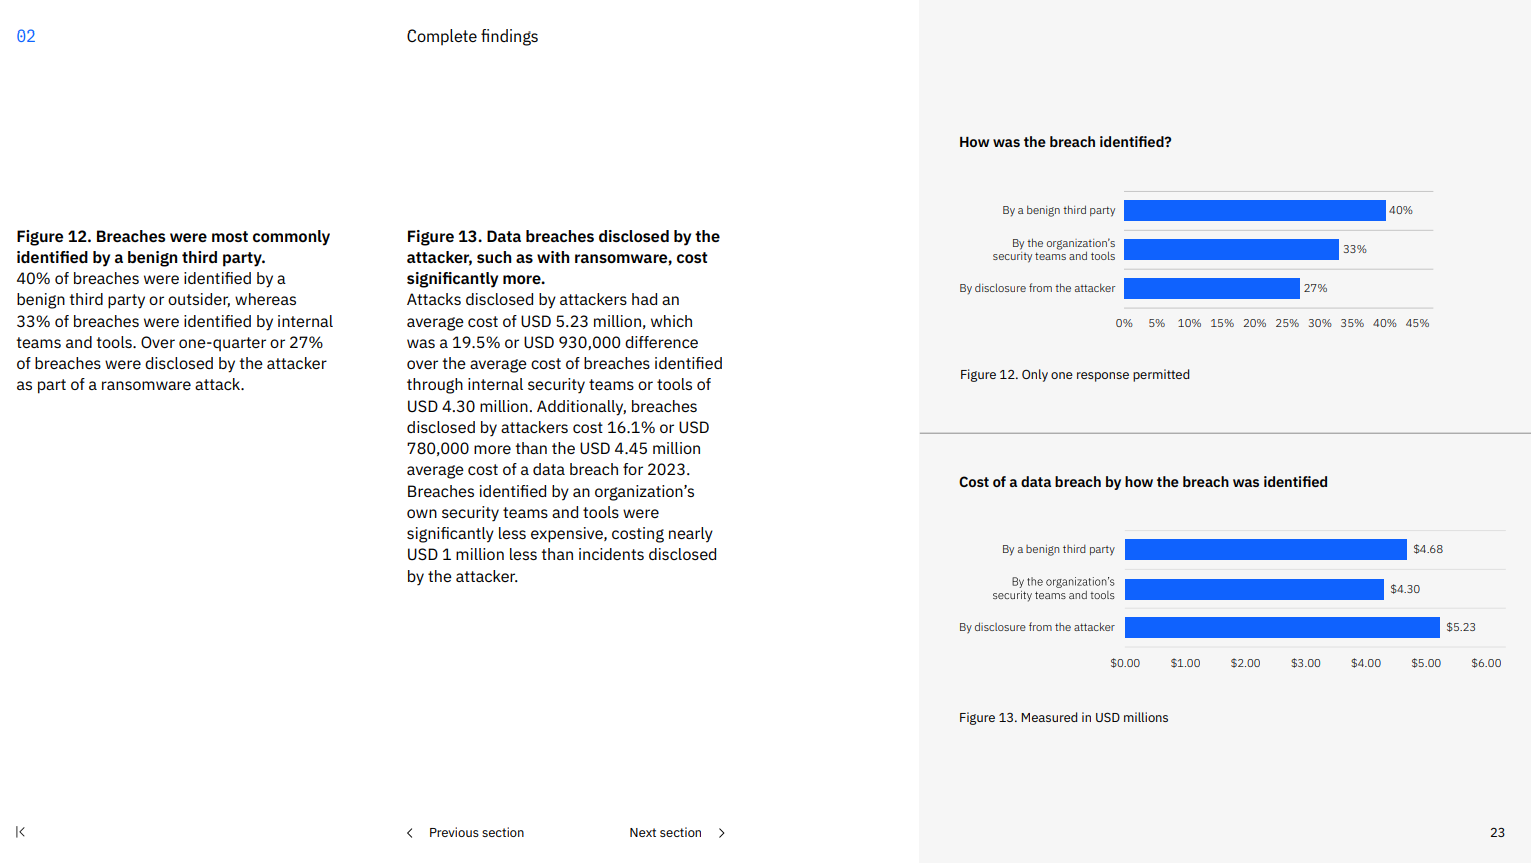 02
Complete findings
Figure 12. Breaches were most commonly
identified by a benign third party.
40% of breaches were identified by a
benign third party or outsider, whereas
33% of breaches were identified by internal
teams and tools. Over one-quarter or 27%
of breaches were disclosed by the attacker
as part of a ransomware attack.
Figure 13. Data breaches disclosed by the
attacker, such as with ransomware, cost
significantly more.
Attacks disclosed by attackers had an
average cost of USD 5.23 million, which
was a 19.5% or USD 930,000 difference
over the average cost of breaches identified
through internal security teams or tools of
USD 4.30 million. Additionally, breaches
disclosed by attackers cost 16.1% or USD
780,000 more than the USD 4.45 million
average cost of a data breach for 2023.
Breaches identified by an organization’s
own security teams and tools were
significantly less expensive, costing nearly
USD 1 million less than incidents disclosed
by the attacker.
How was the breach identified?
By a benign third party 40%
By the organization’s
security teams and tools 33%
By disclosure from the attacker 27%
0% 5% 10% 15% 20% 25% 30% 35% 40% 45%
Figure 12. Only one response permitted
Cost of a data breach by how the breach was identified
By a benign third party $4.68
By the organization’s
security teams and tools $4.30
By disclosure from the attacker $5.23
$0.00 $1.00 $2.00 $3.00 $4.00 $5.00 $6.00
Figure 13. Measured in USD millions
Previous section
Next section
23